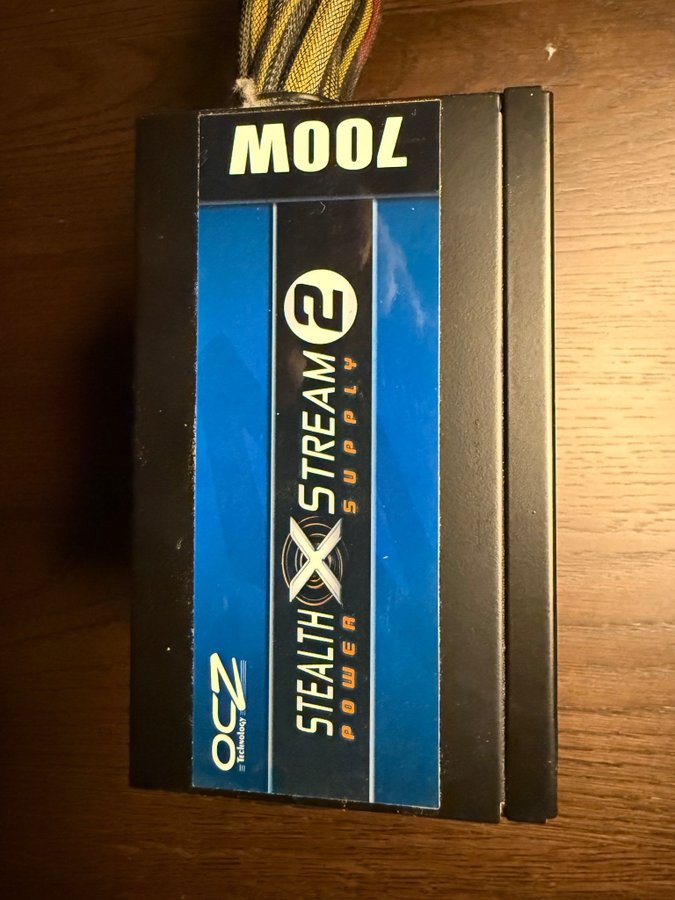 700W
STEALTH X STREAM 2
POWER SUPPLY
OCZ
Technology